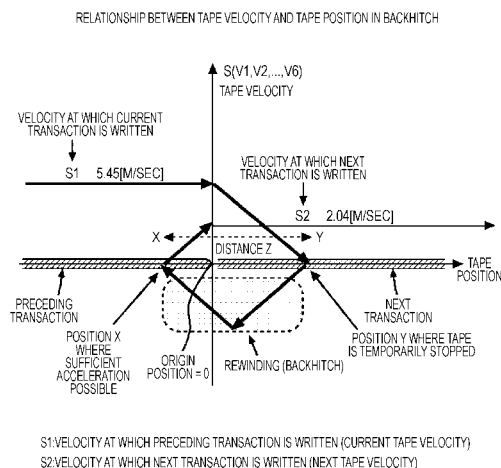 RELATIONSHIP BETWEEN TAPE VELOCITY AND TAPE POSITION IN BACKHITCH
S(V1,V2,...,V6)
TAPE VELOCITY
VELOCITY AT WHICH CURRENT
TRANSACTION IS WRITTEN
S1 5.45[M/SEC]
VELOCITY AT WHICH NEXT
TRANSACTION IS WRITTEN
S2 2.04[M/SEC]
X
Y
DISTANCE Z
TAPE
POSITION
PRECEDING
TRANSACTION
NEXT
TRANSACTION
POSITION X
WHERE
SUFFICIENT
ACCELERATION
POSSIBLE
ORIGIN
POSITION = 0
REWINDING (BACKHITCH)
POSITION Y WHERE TAPE
IS TEMPORARILY STOPPED
S1:VELOCITY AT WHICH PRECEDING TRANSACTION IS WRITTEN (CURRENT TAPE VELOCITY)
S2:VELOCITY AT WHICH NEXT TRANSACTION IS WRITTEN (NEXT TAPE VELOCITY)